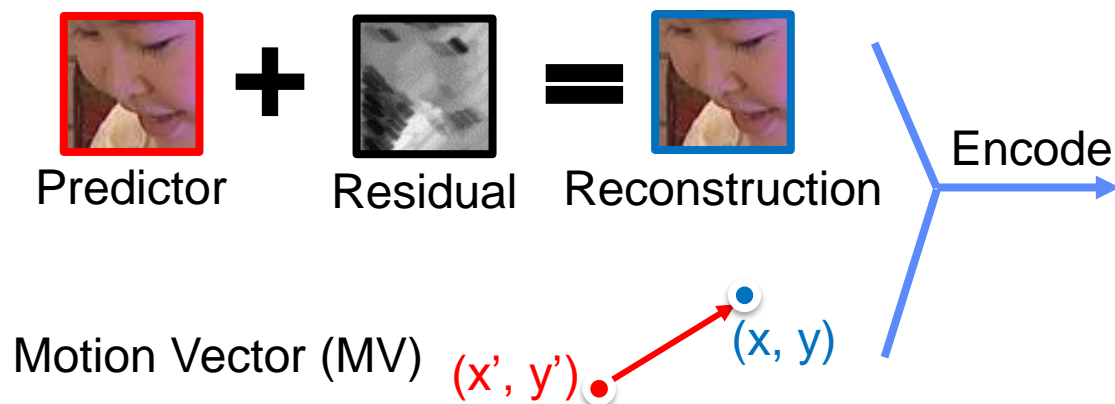 + =
Predictor Residual Reconstruction
Encode
Motion Vector (MV) (x’, y’) (x, y)